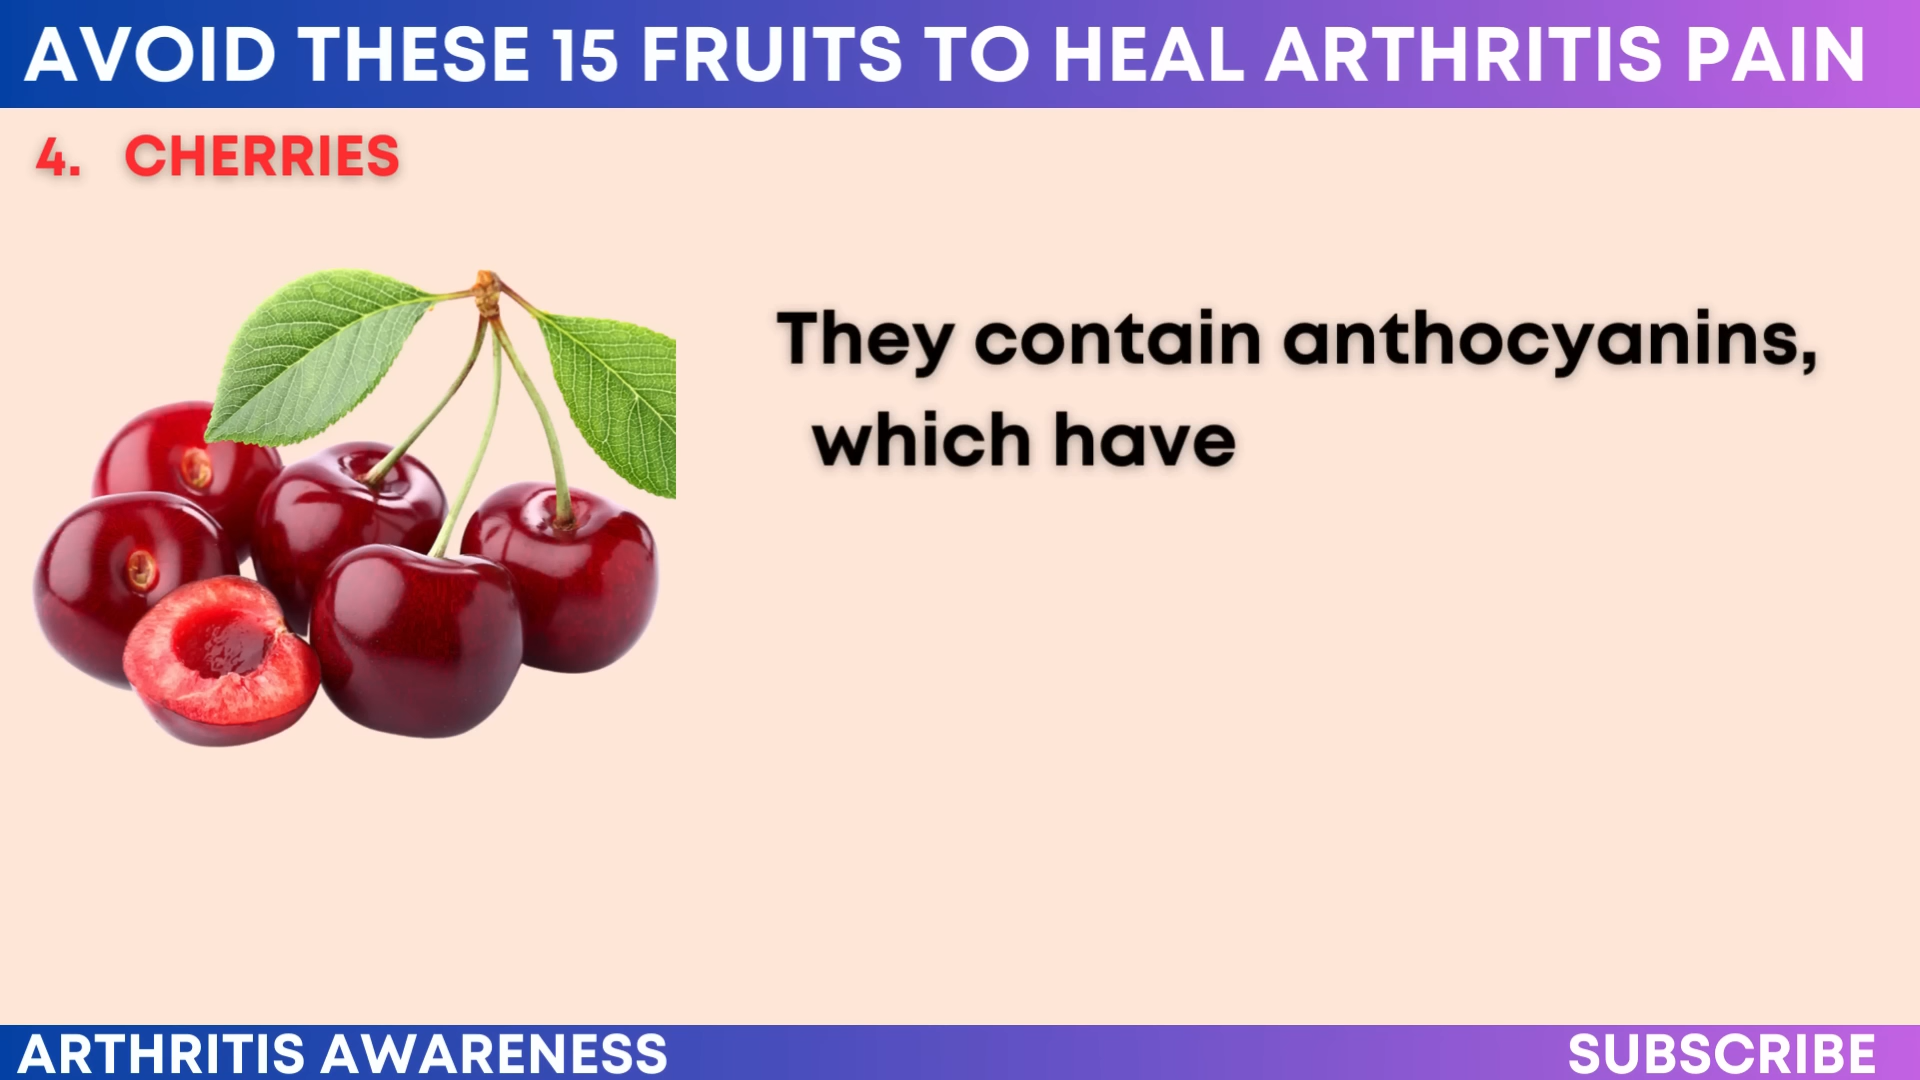 AVOID THESE 15 FRUITS TO HEAL ARTHRITIS PAIN
4. CHERRIES
They contain anthocyanins,
which have
ARTHRITIS AWARENESS
SUBSCRIBE